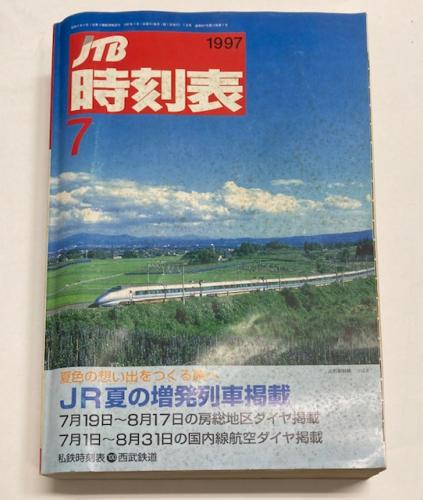 JTB
1997
時刻表
7
夏色の想い出をつくる旅へ
JR夏の増発列車掲載
7月19日〜8月17日の房総地区ダイヤ掲載
7月1日〜8月31日の国内線航空ダイヤ掲載
私鉄時刻表100西武鉄道